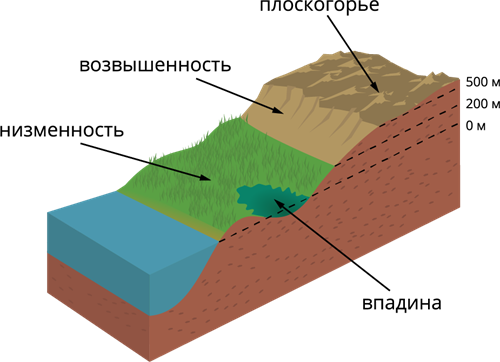 плоскогорье
возвышенность
500 м
200 м
0 м
низменность
впадина